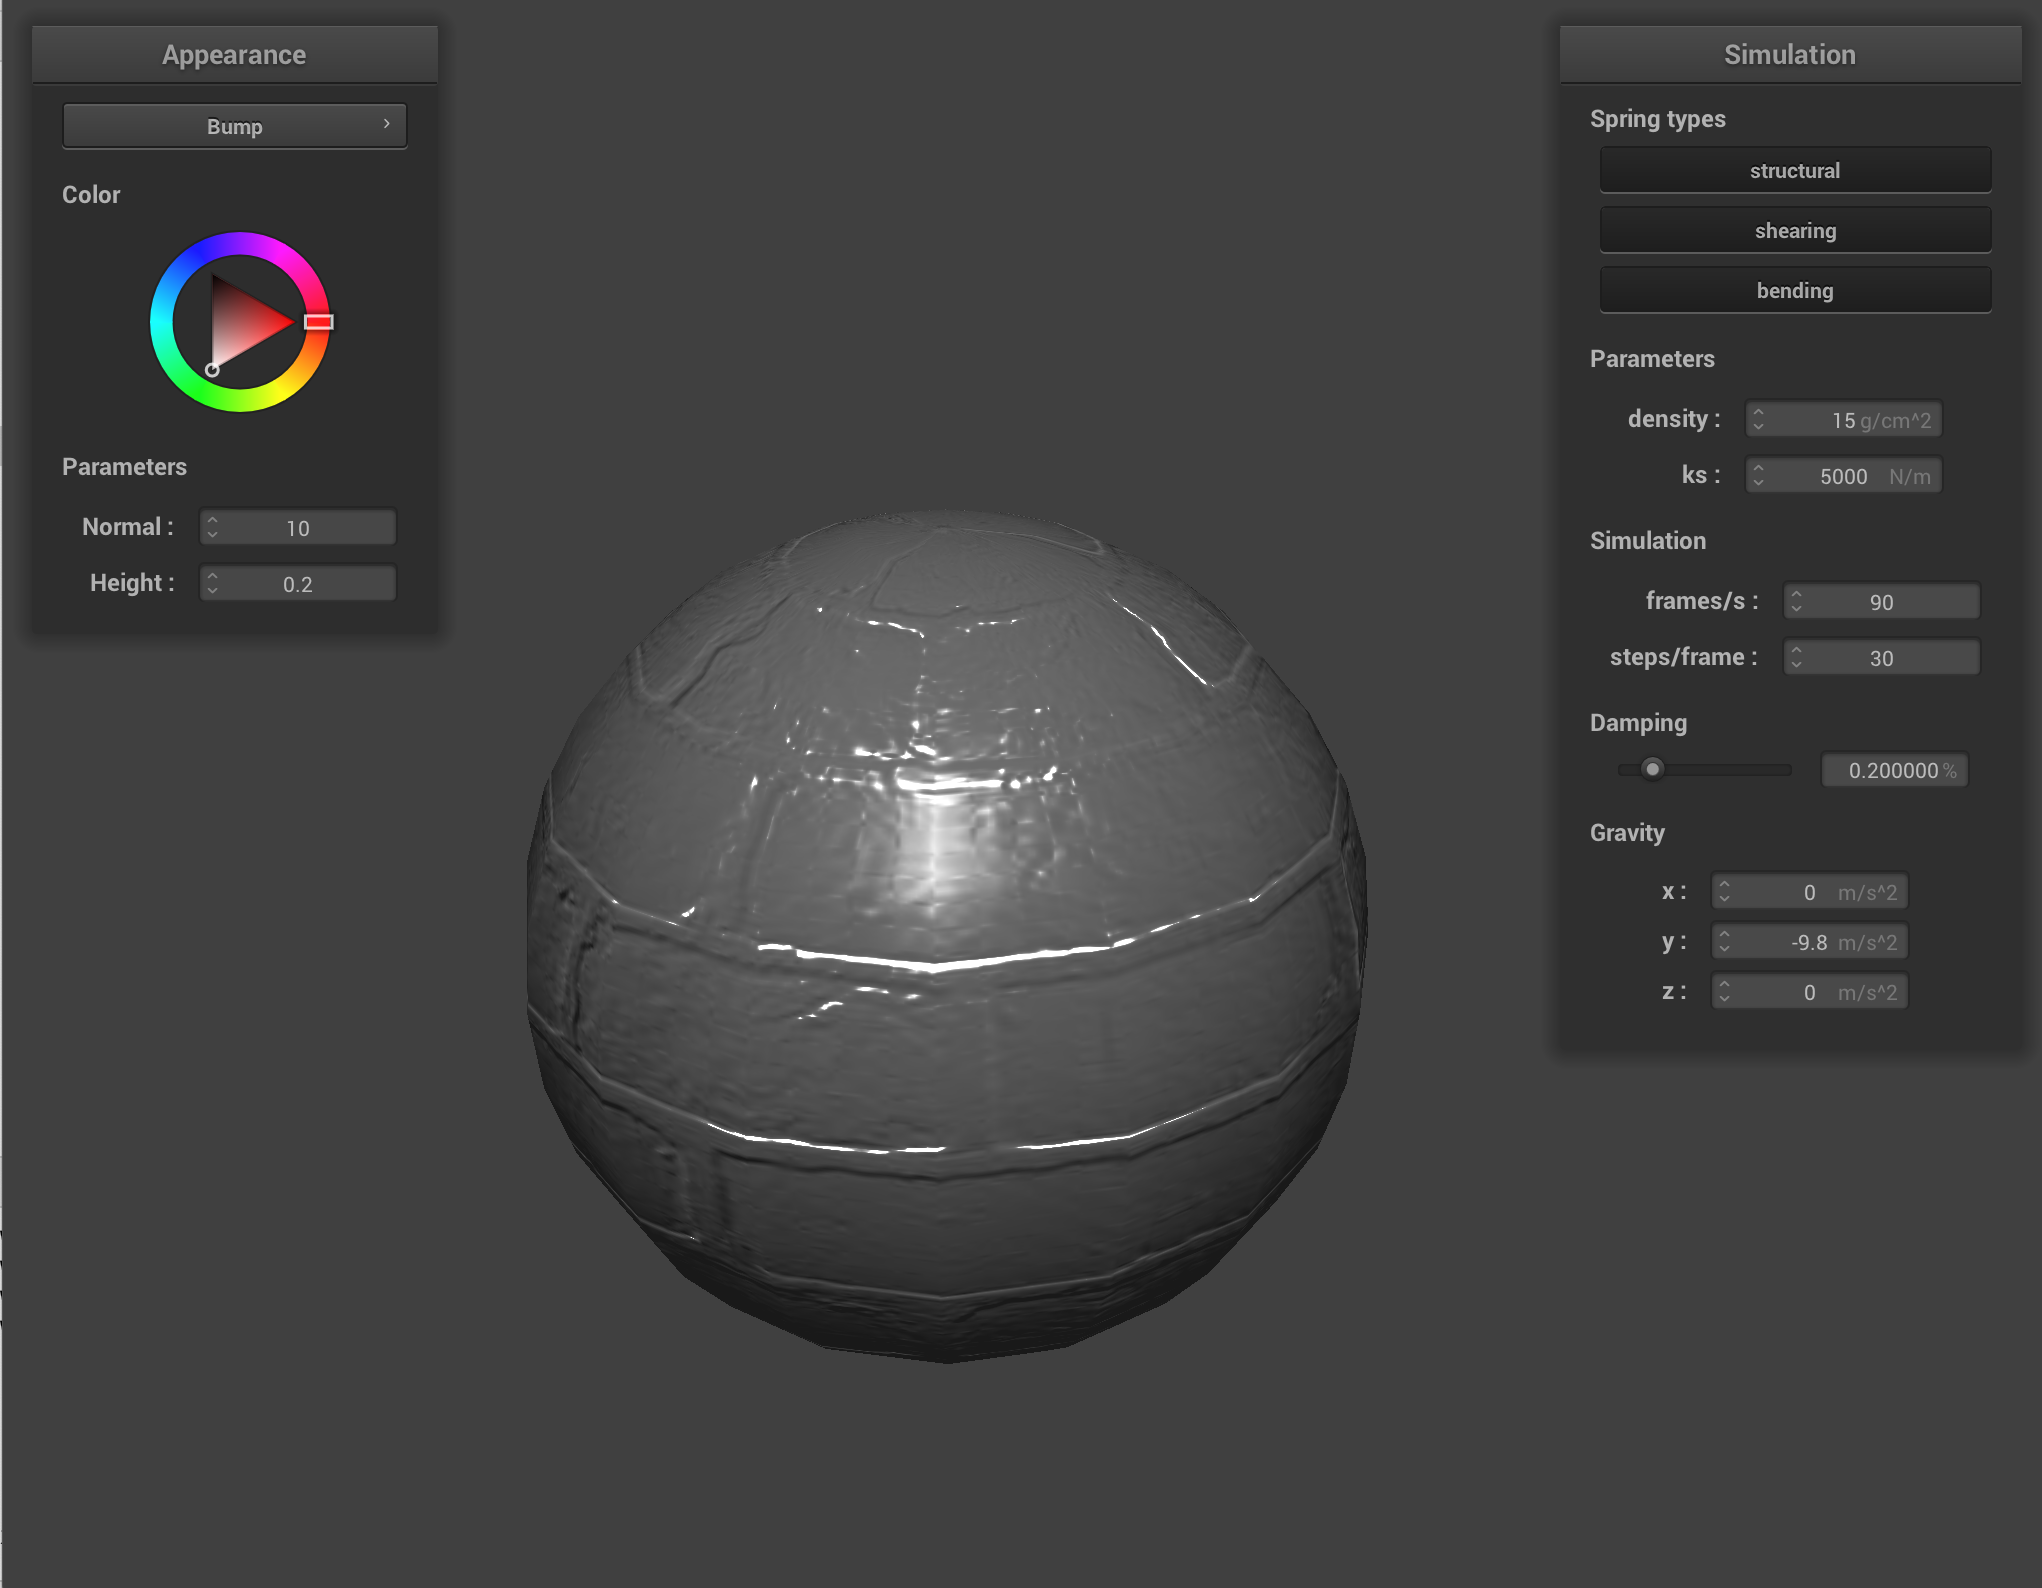 Appearance
Bump
Color
Parameters
Normal : 10
Height : 0.2
Simulation
Spring types
structural
shearing
bending
Parameters
density : 15 g/cm^2
ks : 5000 N/m
Simulation
frames/s : 90
steps/frame : 30
Damping
0.200000 %
Gravity
x : 0 m/s^2
y : -9.8 m/s^2
z : 0 m/s^2